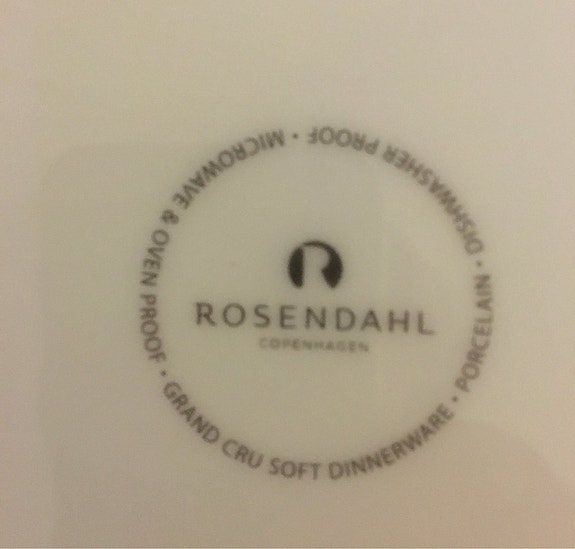 R
ROSENDAHL
COPENHAGEN
GRAND CRU SOFT DINNERWARE • PORCELAIN • DISHWASHER PROOF • MICROWAVE & OVEN PROOF •